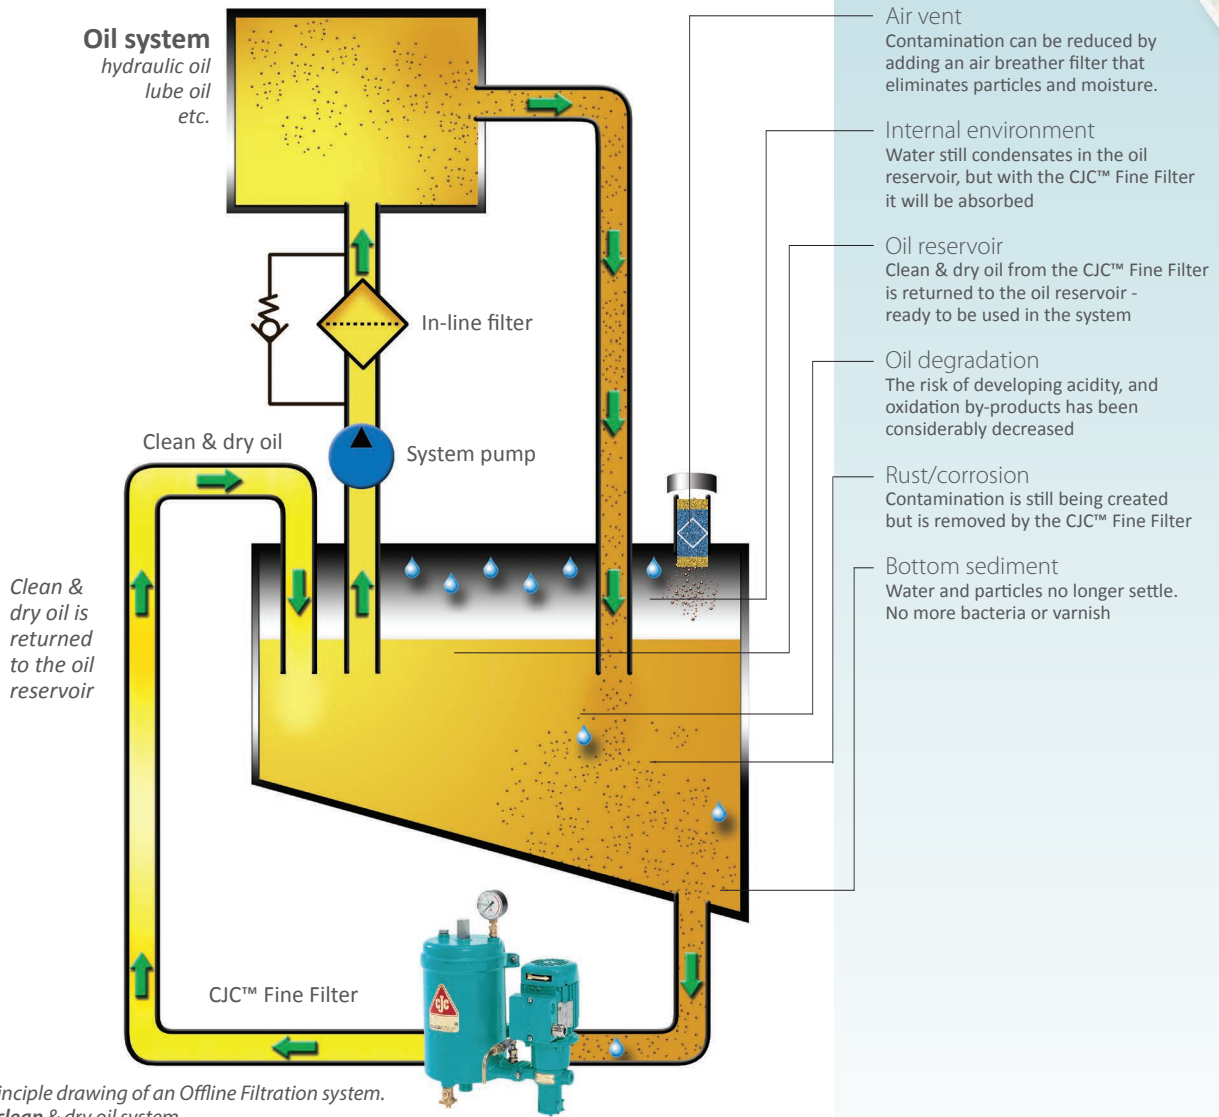 Oil system
hydraulic oil
lube oil
etc.
In-line filter
Clean & dry oil
System pump
Clean &
dry oil is
returned
to the oil
reservoir
CJC™ Fine Filter
cjc
inciple drawing of an Offline Filtration system.
clean & dry oil system
Air vent
Contamination can be reduced by
adding an air breather filter that
eliminates particles and moisture.
Internal environment
Water still condensates in the oil
reservoir, but with the CJC™ Fine Filter
it will be absorbed
Oil reservoir
Clean & dry oil from the CJC™ Fine Filter
is returned to the oil reservoir -
ready to be used in the system
Oil degradation
The risk of developing acidity, and
oxidation by-products has been
considerably decreased
Rust/corrosion
Contamination is still being created
but is removed by the CJC™ Fine Filter
Bottom sediment
Water and particles no longer settle.
No more bacteria or varnish